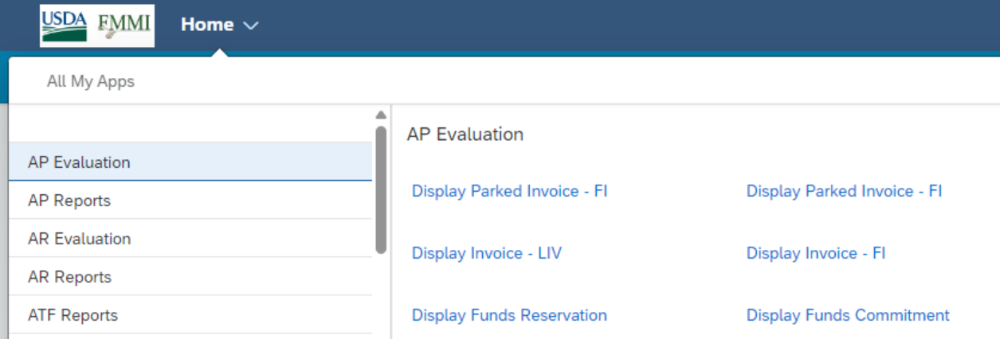 USDA FMMI Home
All My Apps
AP Evaluation
AP Reports
AR Evaluation
AR Reports
ATF Reports
AP Evaluation
Display Parked Invoice - FI Display Parked Invoice - FI
Display Invoice - LIV Display Invoice - FI
Display Funds Reservation Display Funds Commitment